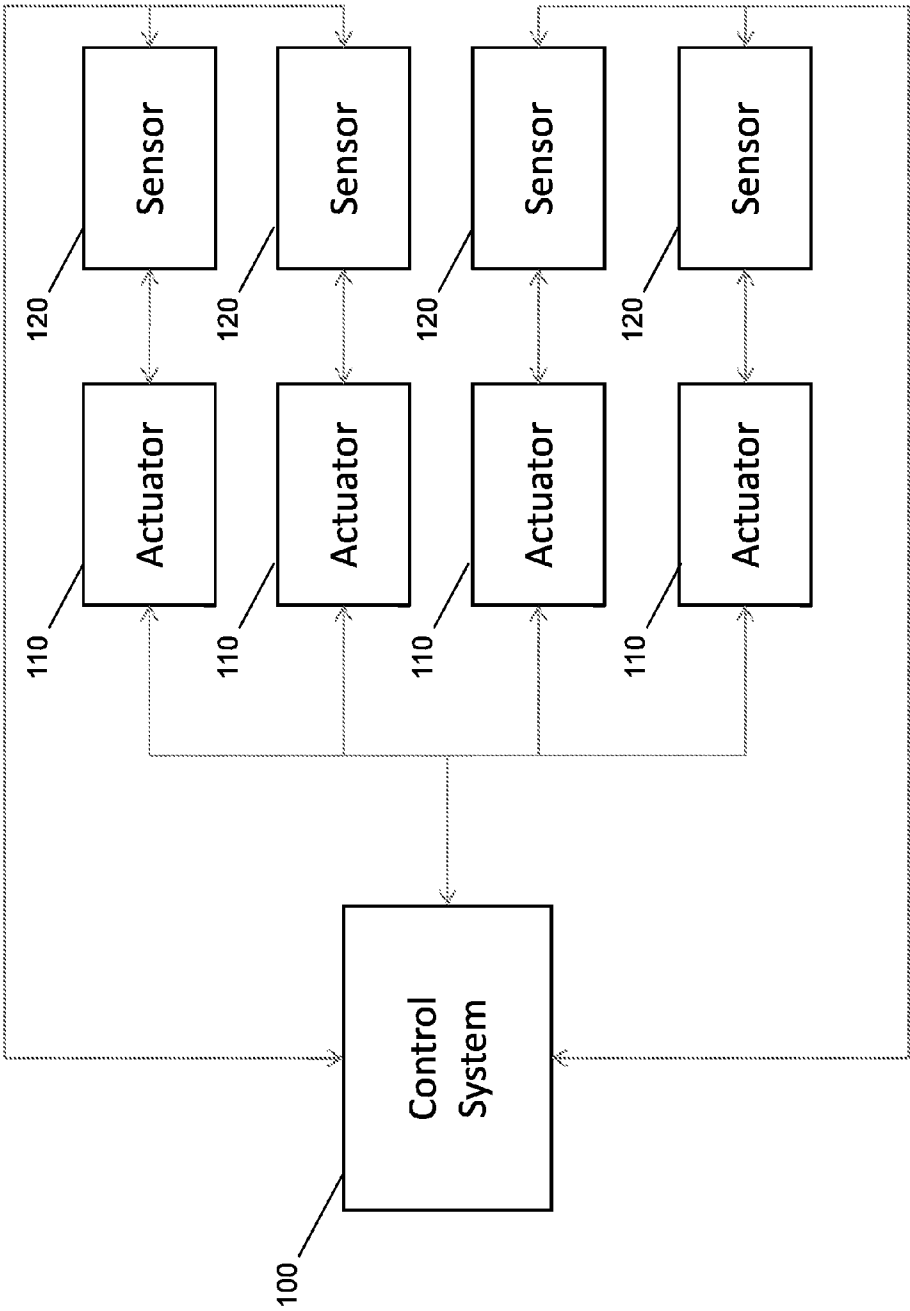 110
120
Actuator
Sensor
110
120
100
Actuator
Sensor
Control
System
110
120
Actuator
Sensor
110
120
Actuator
Sensor